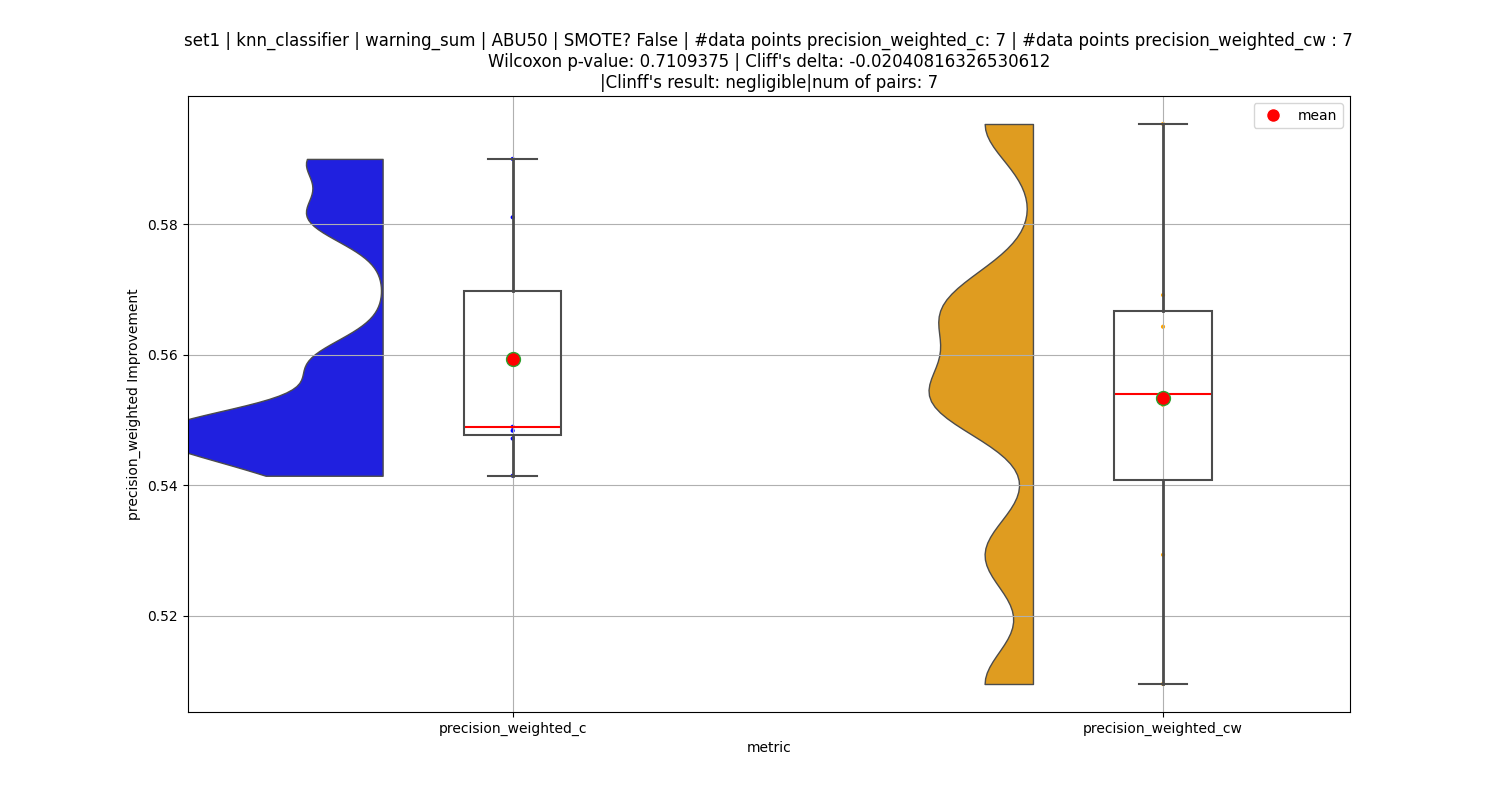 set1 | knn_classifier | warning_sum | ABU50 | SMOTE? False | #data points precision_weighted_c: 7 | #data points precision_weighted_cw : 7
Wilcoxon p-value: 0.7109375 | Cliff's delta: -0.02040816326530612
|Clinff's result: negligible|num of pairs: 7
mean
0.58
0.56
0.54
0.52
precision_weighted Improvement
precision_weighted_c
precision_weighted_cw
metric